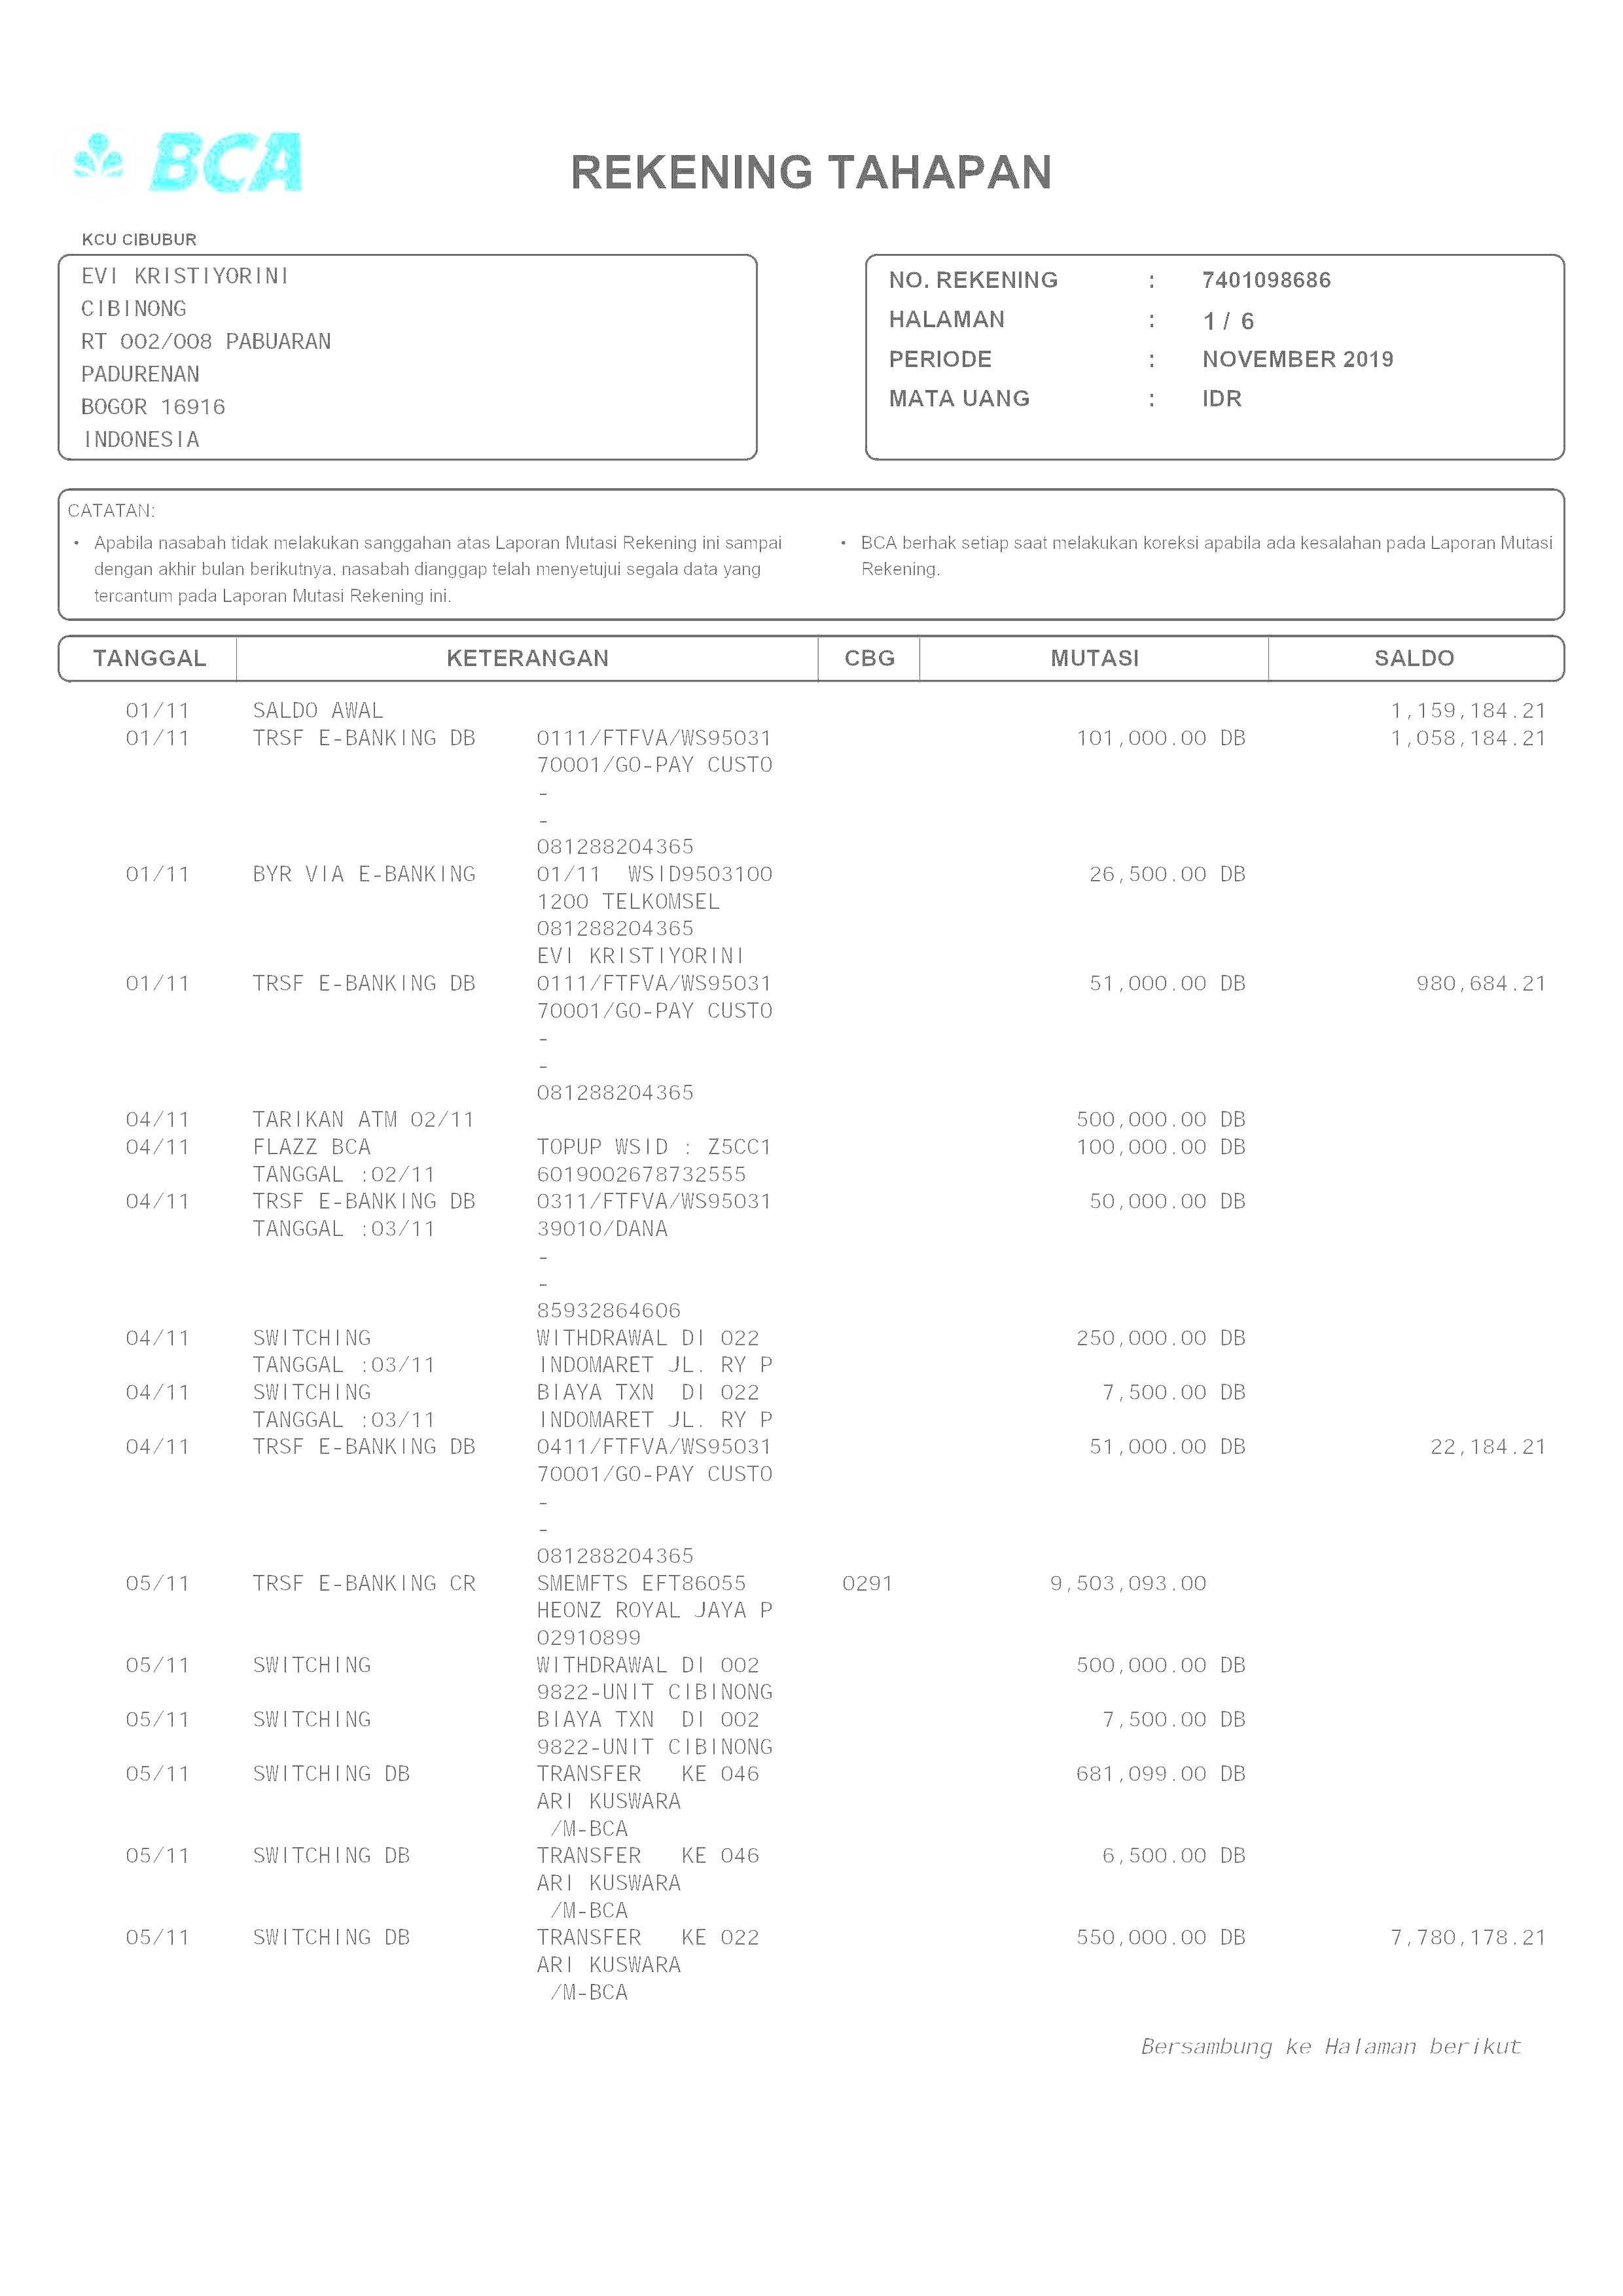 BCA
REKENING TAHAPAN
KCU CIBUBUR
EVI KRISTIYORINI
CIBINONG
RT 002/008 PABUARAN
PADURENAN
BOGOR 16916
INDONESIA
NO. REKENING : 7401098686
HALAMAN : 1 / 6
PERIODE : NOVEMBER 2019
MATA UANG : IDR
CATATAN:
• Apabila nasabah tidak melakukan sanggahan atas Laporan Mutasi Rekening ini sampai
dengan akhir bulan berikutnya, nasabah dianggap telah menyetujui segala data yang
tercantum pada Laporan Mutasi Rekening ini.
• BCA berhak setiap saat melakukan koreksi apabila ada kesalahan pada Laporan Mutasi
Rekening.
TANGGAL KETERANGAN CBG MUTASI SALDO
01/11 SALDO AWAL 1,159,184.21
01/11 TRSF E-BANKING DB 0111/FTFVA/WS95031 101,000.00 DB 1,058,184.21
70001/GO-PAY CUSTO
-
-
081288204365
01/11 BYR VIA E-BANKING 01/11 WSID9503100 26,500.00 DB
1200 TELKOMSEL
081288204365
EVI KRISTIYORINI
01/11 TRSF E-BANKING DB 0111/FTFVA/WS95031 51,000.00 DB 980,684.21
70001/GO-PAY CUSTO
-
-
081288204365
04/11 TARIKAN ATM 02/11 500,000.00 DB
04/11 FLAZZ BCA TOPUP WSID : Z5CC1 100,000.00 DB
TANGGAL :02/11 6019002678732555
04/11 TRSF E-BANKING DB 0311/FTFVA/WS95031 50,000.00 DB
TANGGAL :03/11 39010/DANA
-
-
85932864606
04/11 SWITCHING WITHDRAWAL DI 022 250,000.00 DB
TANGGAL :03/11 INDOMARET JL. RY P
04/11 SWITCHING BIAYA TXN DI 022 7,500.00 DB
TANGGAL :03/11 INDOMARET JL. RY P
04/11 TRSF E-BANKING DB 0411/FTFVA/WS95031 51,000.00 DB 22,184.21
70001/GO-PAY CUSTO
-
-
081288204365
05/11 TRSF E-BANKING CR SMEMFTS EFT86055 0291 9,503,093.00
HEONZ ROYAL JAYA P
02910899
05/11 SWITCHING WITHDRAWAL DI 002 500,000.00 DB
9822-UNIT CIBINONG
05/11 SWITCHING BIAYA TXN DI 002 7,500.00 DB
9822-UNIT CIBINONG
05/11 SWITCHING DB TRANSFER KE 046 681,099.00 DB
ARI KUSWARA
/M-BCA
05/11 SWITCHING DB TRANSFER KE 046 6,500.00 DB
ARI KUSWARA
/M-BCA
05/11 SWITCHING DB TRANSFER KE 022 550,000.00 DB 7,780,178.21
ARI KUSWARA
/M-BCA
Bersambung ke Halaman berikut